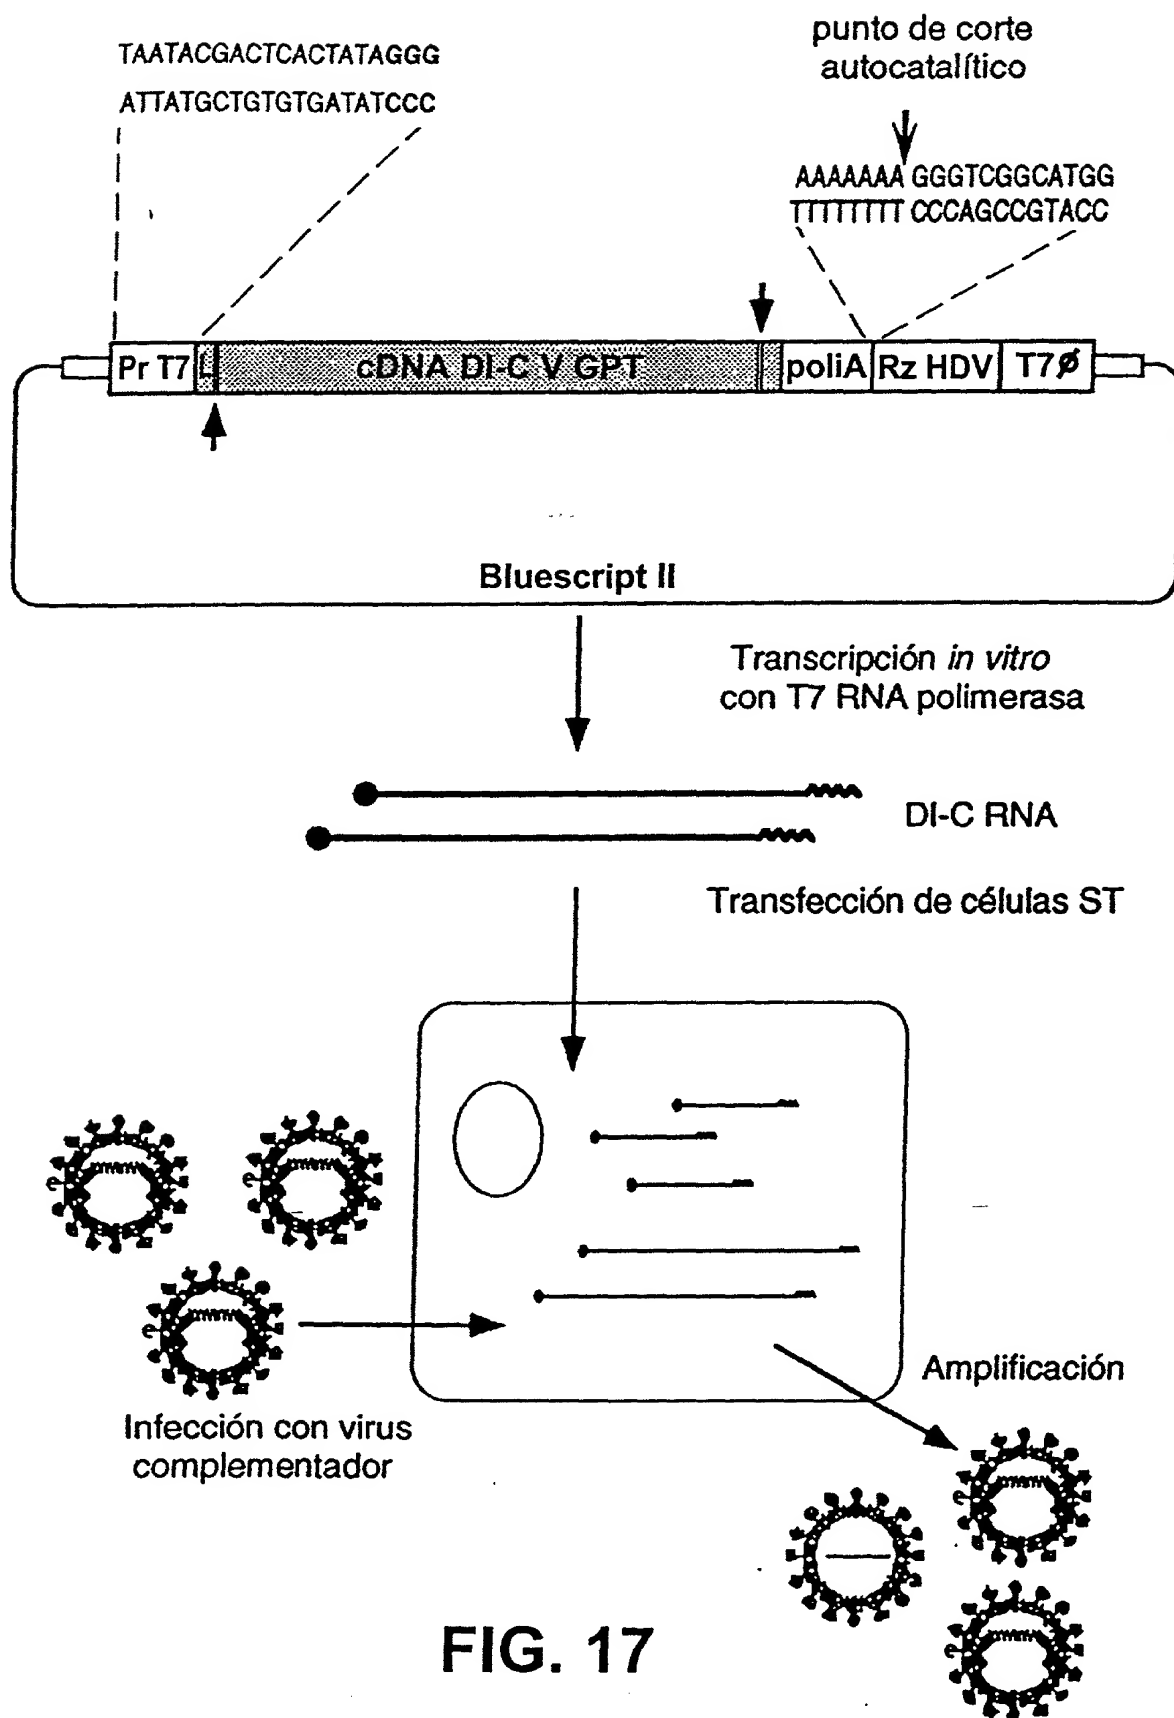 TAATACGACTCACTATAGGG
ATTATGCTGTGTGATATCCC
punto de corte
autocatalítico
AAAAAAA GGGTCGGCATGG
TTTTTTTT CCCAGCCGTACC
Pr T7 L cDNA DI-C V GPT poliA Rz HDV T7Ø
Bluescript II
Transcripción in vitro
con T7 RNA polimerasa
DI-C RNA
Transfección de células ST
Amplificación
Infección con virus
complementador
FIG. 17